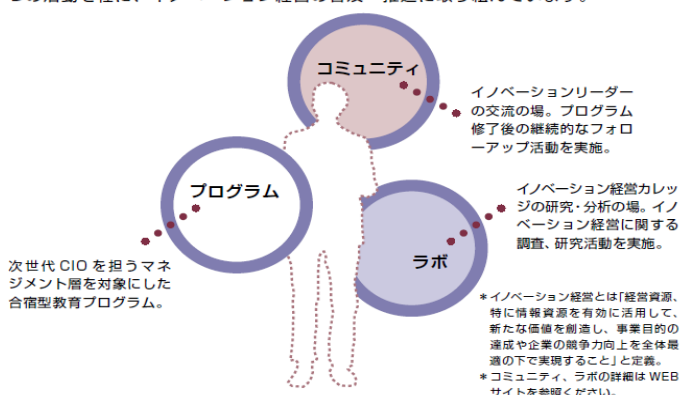 コミュニティ
イノベーションリーダー
の交流の場。プログラム
修了後の継続的なフォロ
ーアップ活動を実施。
プログラム
次世代 CIO を担うマネ
ジメント層を対象にした
合宿型教育プログラム。
ラボ
イノベーション経営カレッ
ジの研究・分析の場。イノ
ベーション経営に関する
調査、研究活動を実施。
*イノベーション経営とは「経営資源、
特に情報資源を有効に活用して、
新たな価値を創造し、事業目的の
達成や企業の競争力向上を全体最
適の下で実現すること」と定義。
*コミュニティ、ラボの詳細は WEB
サイトを参照ください。